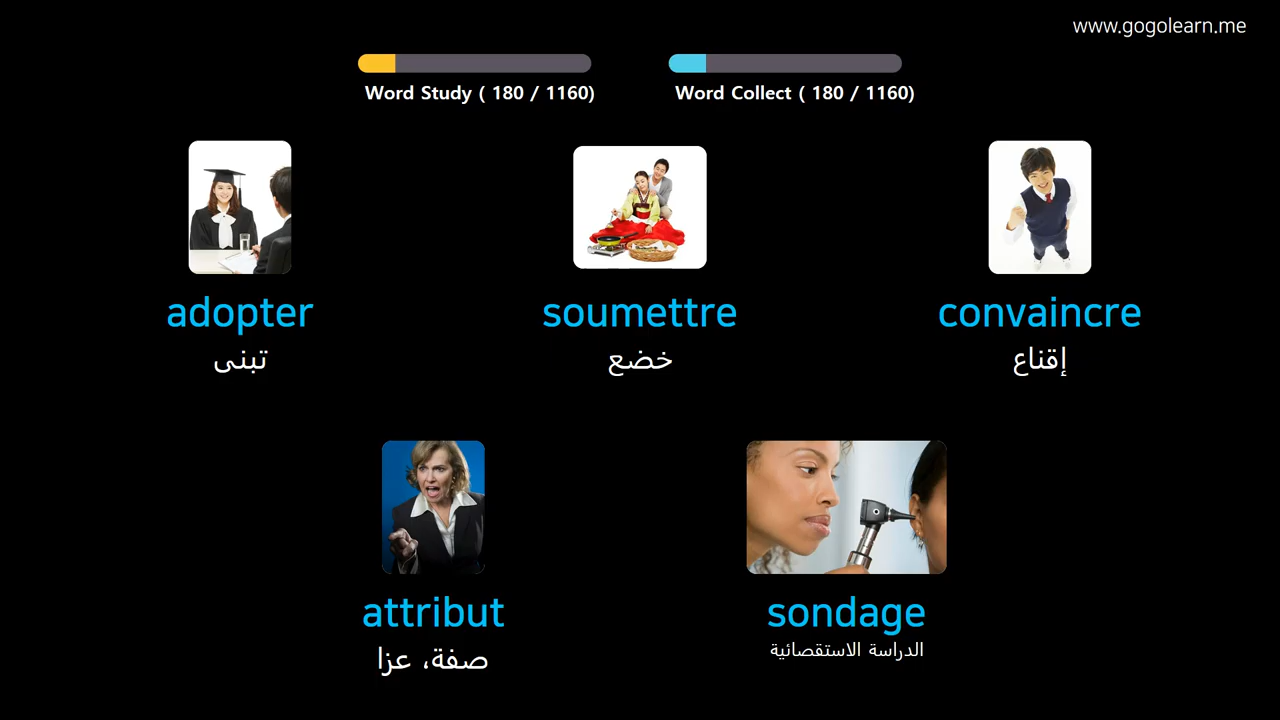 www.gogolearn.me
Word Study ( 180 / 1160)
Word Collect ( 180 / 1160)
adopter
تبنى
soumettre
خضع
convaincre
إقناع
attribut
صفة، عزا
sondage
الدراسة الاستقصائية